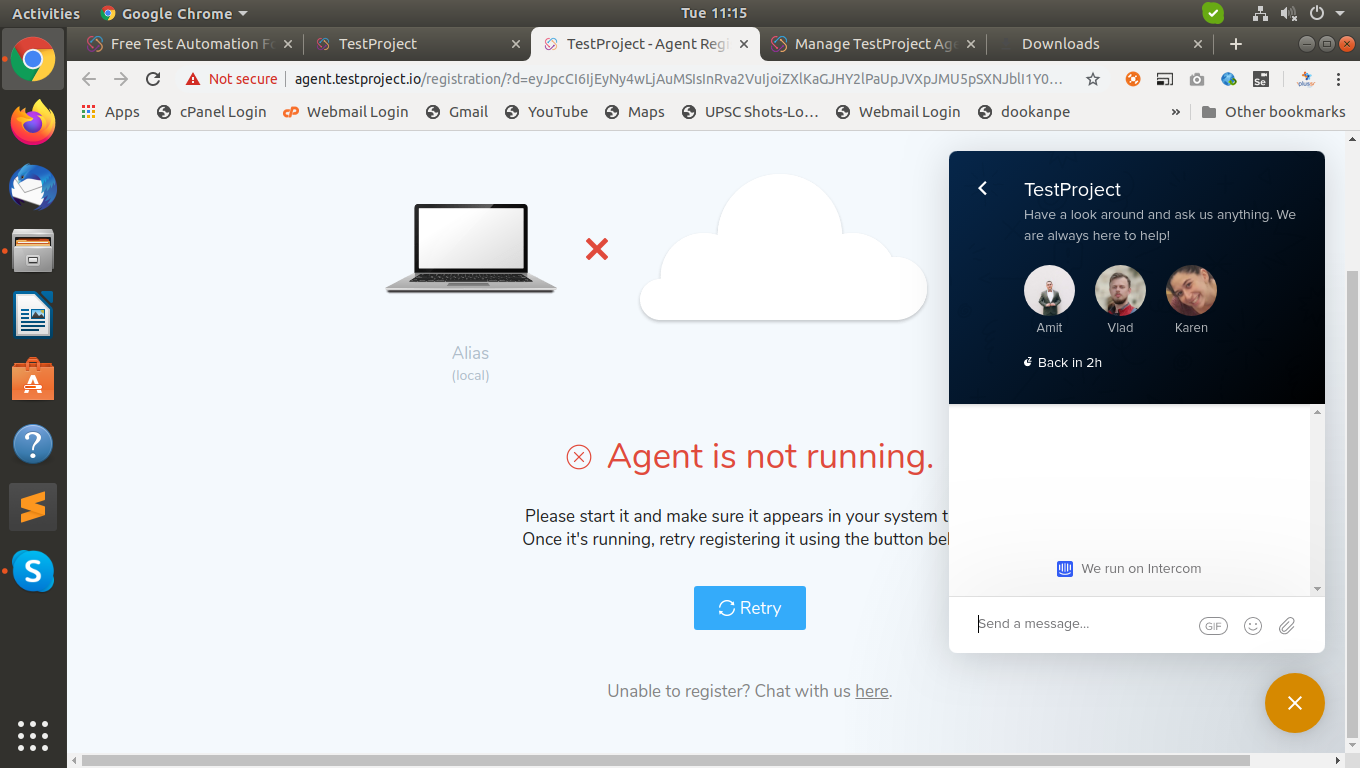 Activities
Google Chrome
Tue 11:15
Free Test Automation Fo
TestProject
TestProject - Agent Regi
Manage TestProject Age
Downloads
Not secure
agent.testproject.io/registration/?d=eyJpcCI6IjEyNy4wLjAuMSIsInRva2VuIjoiZXlKaGJHY2lPaUpJVXpJMU5pSXNJblI1Y0...
Apps
cPanel Login
cP
Webmail Login
Gmail
YouTube
Maps
UPSC Shots-Lo...
Webmail Login
dookanpe
»
Other bookmarks
Alias
(local)
Agent is not running.
Please start it and make sure it appears in your system t
Once it's running, retry registering it using the button bel
Retry
Unable to register? Chat with us here.
TestProject
Have a look around and ask us anything. We
are always here to help!
Amit
Vlad
Karen
Back in 2h
We run on Intercom
Send a message...
GIF